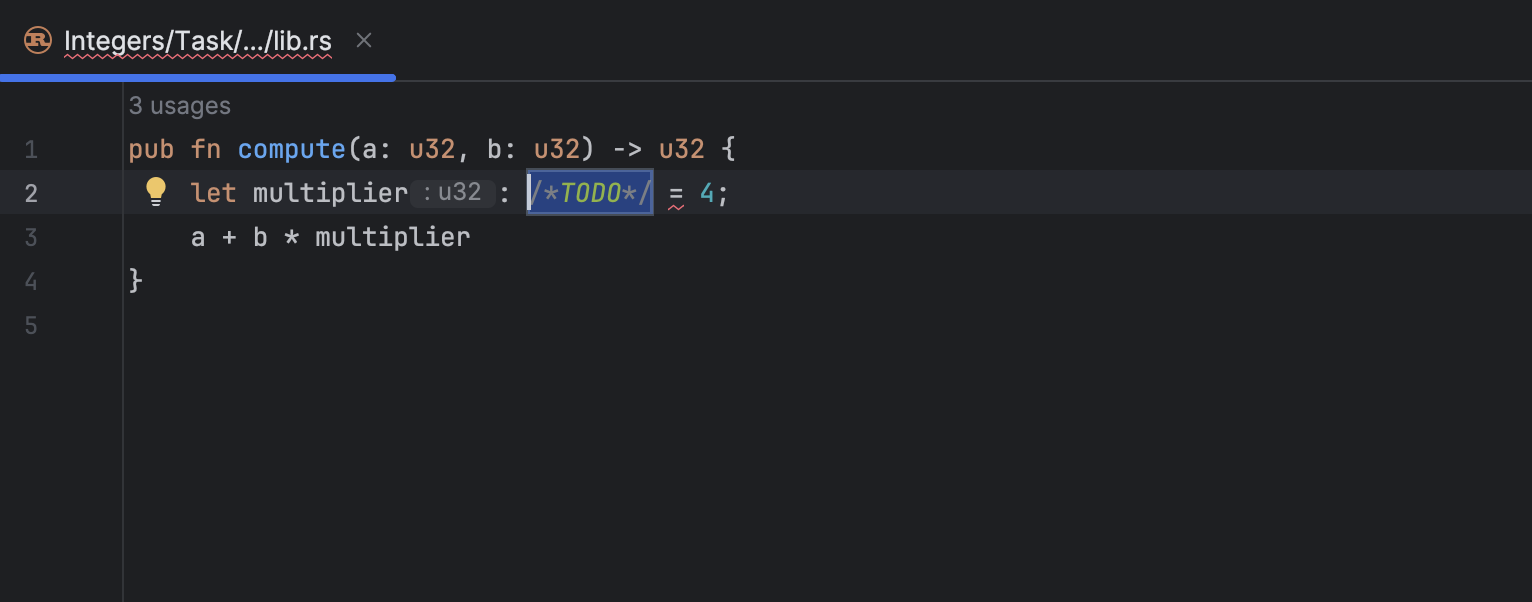 Integers/Task/.../lib.rs
3 usages
1 pub fn compute(a: u32, b: u32) -> u32 {
2 let multiplier : u32 : /*TODO*/ = 4;
3 a + b * multiplier
4 }
5